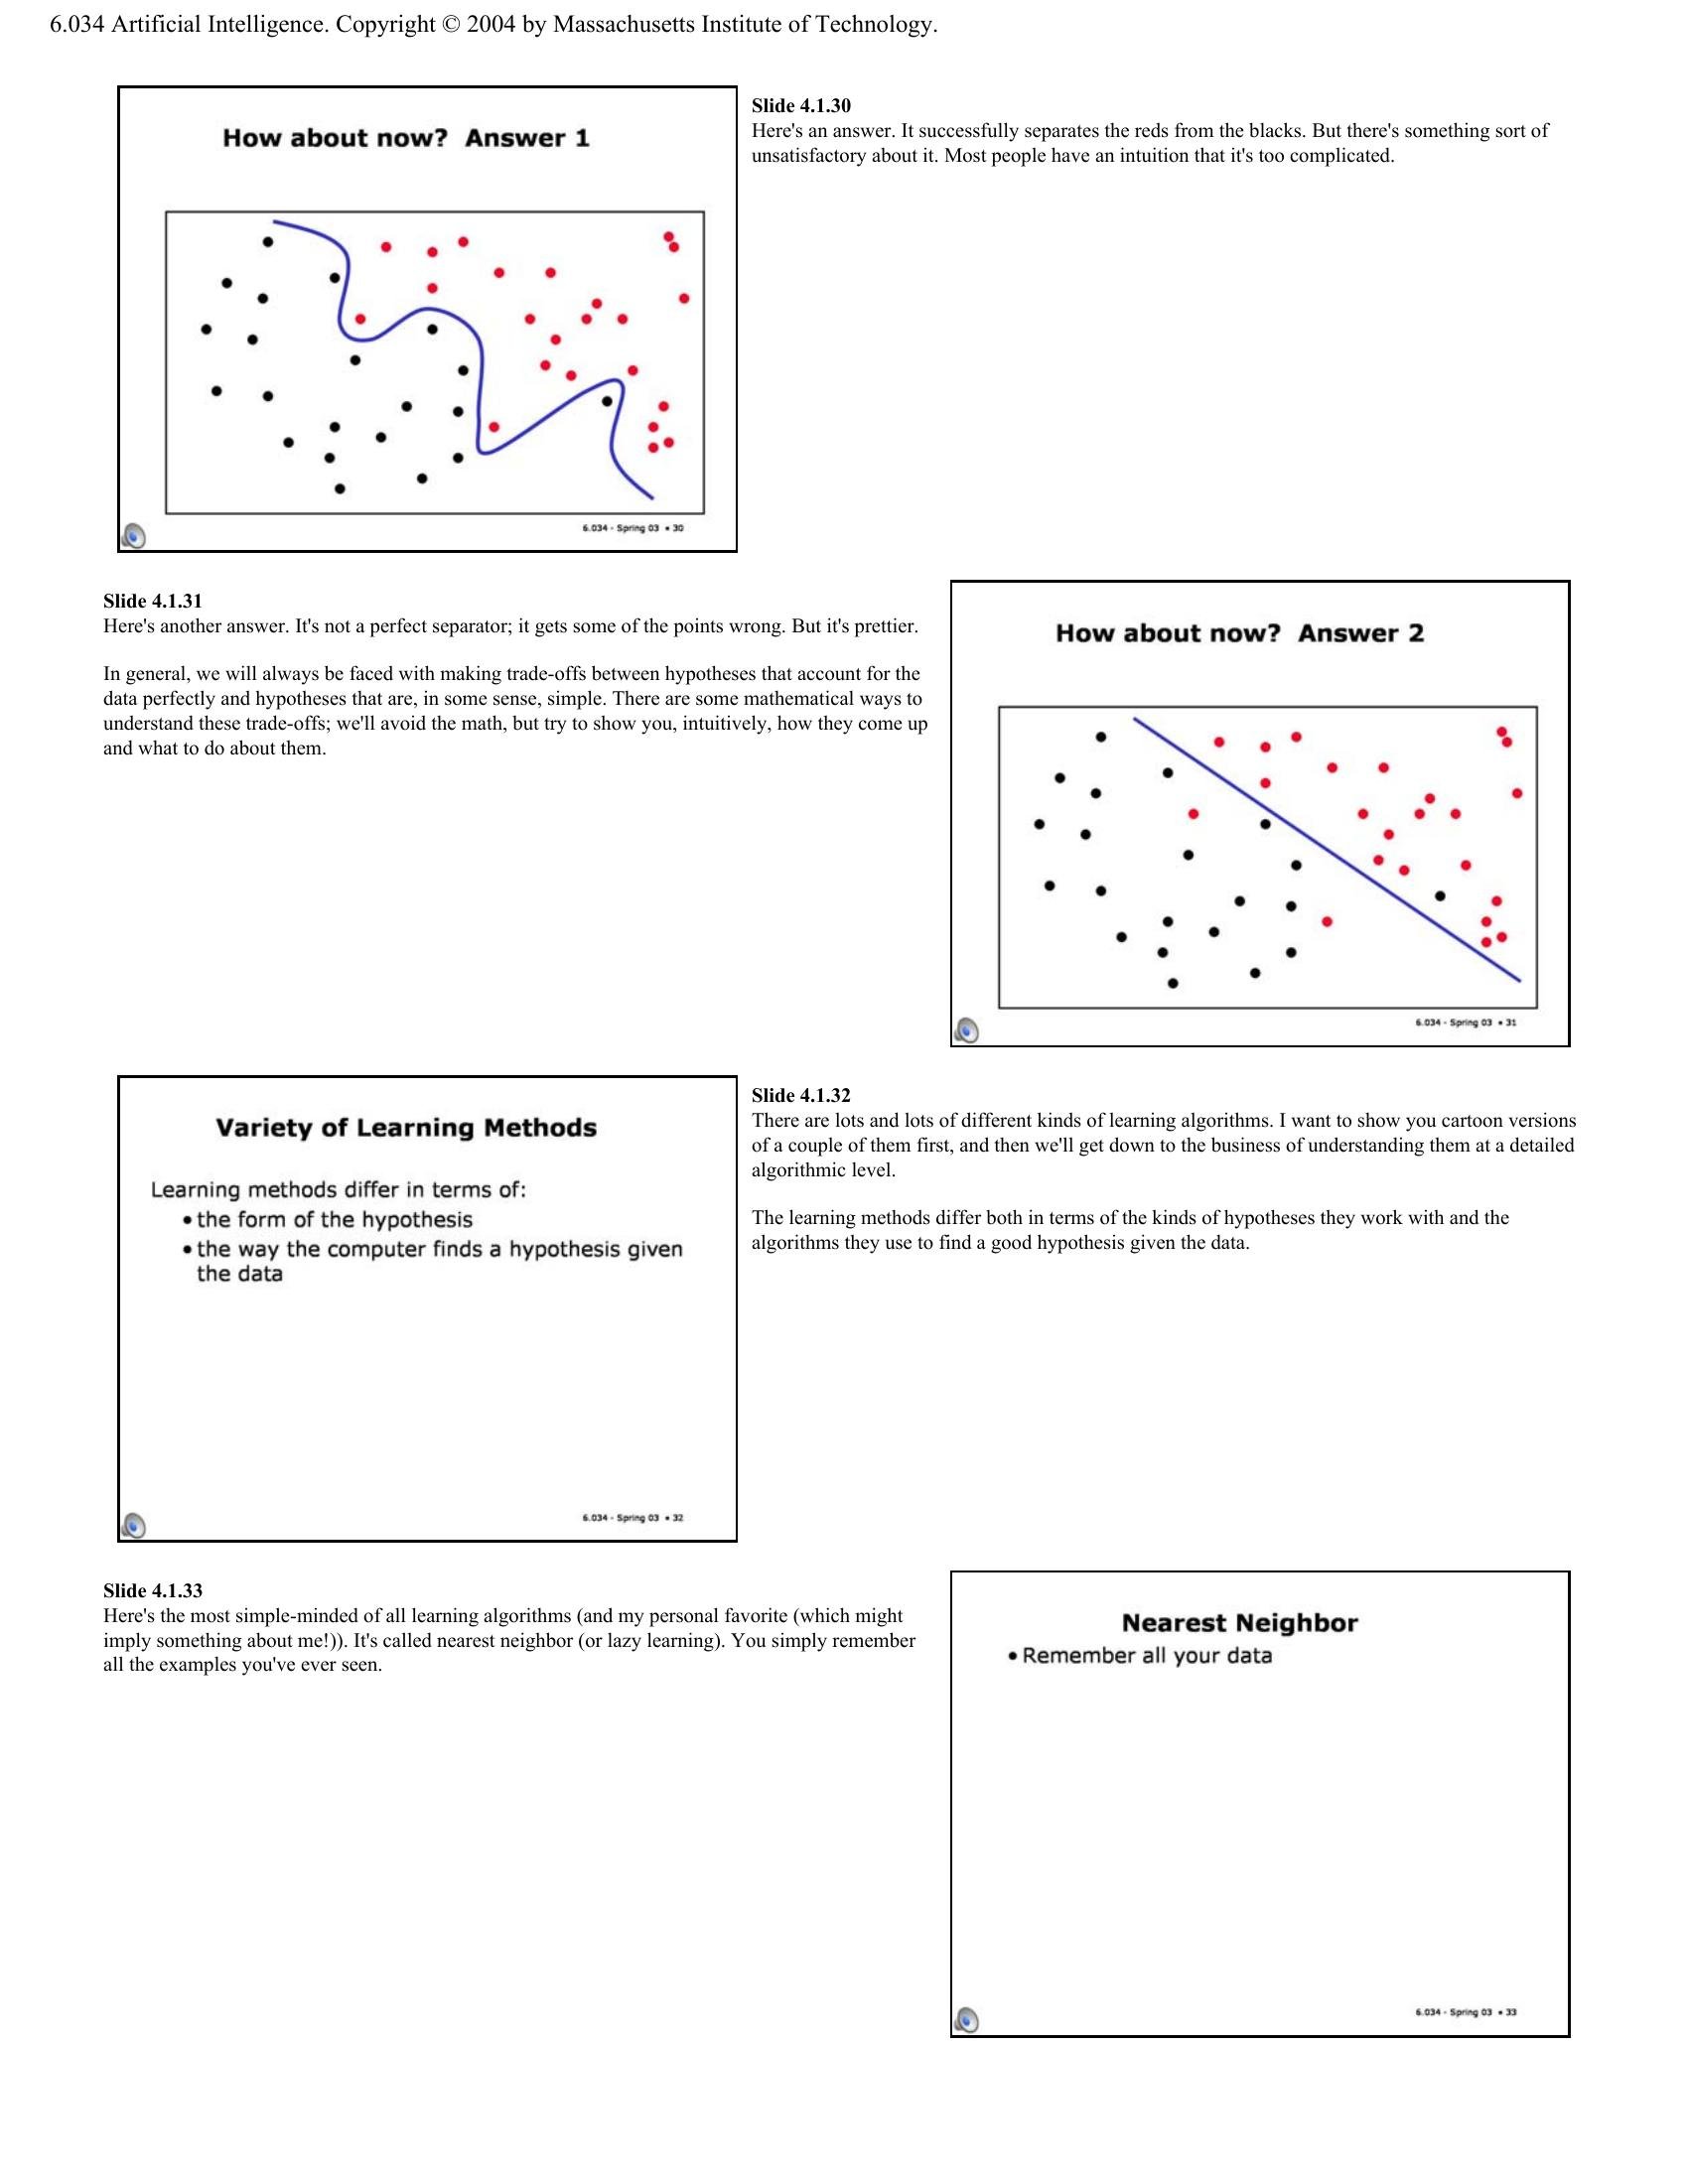 6.034 Artificial Intelligence. Copyright © 2004 by Massachusetts Institute of Technology.
How about now?  Answer 1
6.034 - Spring 03 • 30
Slide 4.1.30
Here's an answer. It successfully separates the reds from the blacks. But there's something sort of
unsatisfactory about it. Most people have an intuition that it's too complicated.
Slide 4.1.31
Here's another answer. It's not a perfect separator; it gets some of the points wrong. But it's prettier.
In general, we will always be faced with making trade-offs between hypotheses that account for the
data perfectly and hypotheses that are, in some sense, simple. There are some mathematical ways to
understand these trade-offs; we'll avoid the math, but try to show you, intuitively, how they come up
and what to do about them.
How about now?  Answer 2
6.034 - Spring 03 • 31
Variety of Learning Methods
Learning methods differ in terms of:
• the form of the hypothesis
• the way the computer finds a hypothesis given
the data
6.034 - Spring 03 • 32
Slide 4.1.32
There are lots and lots of different kinds of learning algorithms. I want to show you cartoon versions
of a couple of them first, and then we'll get down to the business of understanding them at a detailed
algorithmic level.
The learning methods differ both in terms of the kinds of hypotheses they work with and the
algorithms they use to find a good hypothesis given the data.
Slide 4.1.33
Here's the most simple-minded of all learning algorithms (and my personal favorite (which might
imply something about me!)). It's called nearest neighbor (or lazy learning). You simply remember
all the examples you've ever seen.
Nearest Neighbor
• Remember all your data
6.034 - Spring 03 • 33